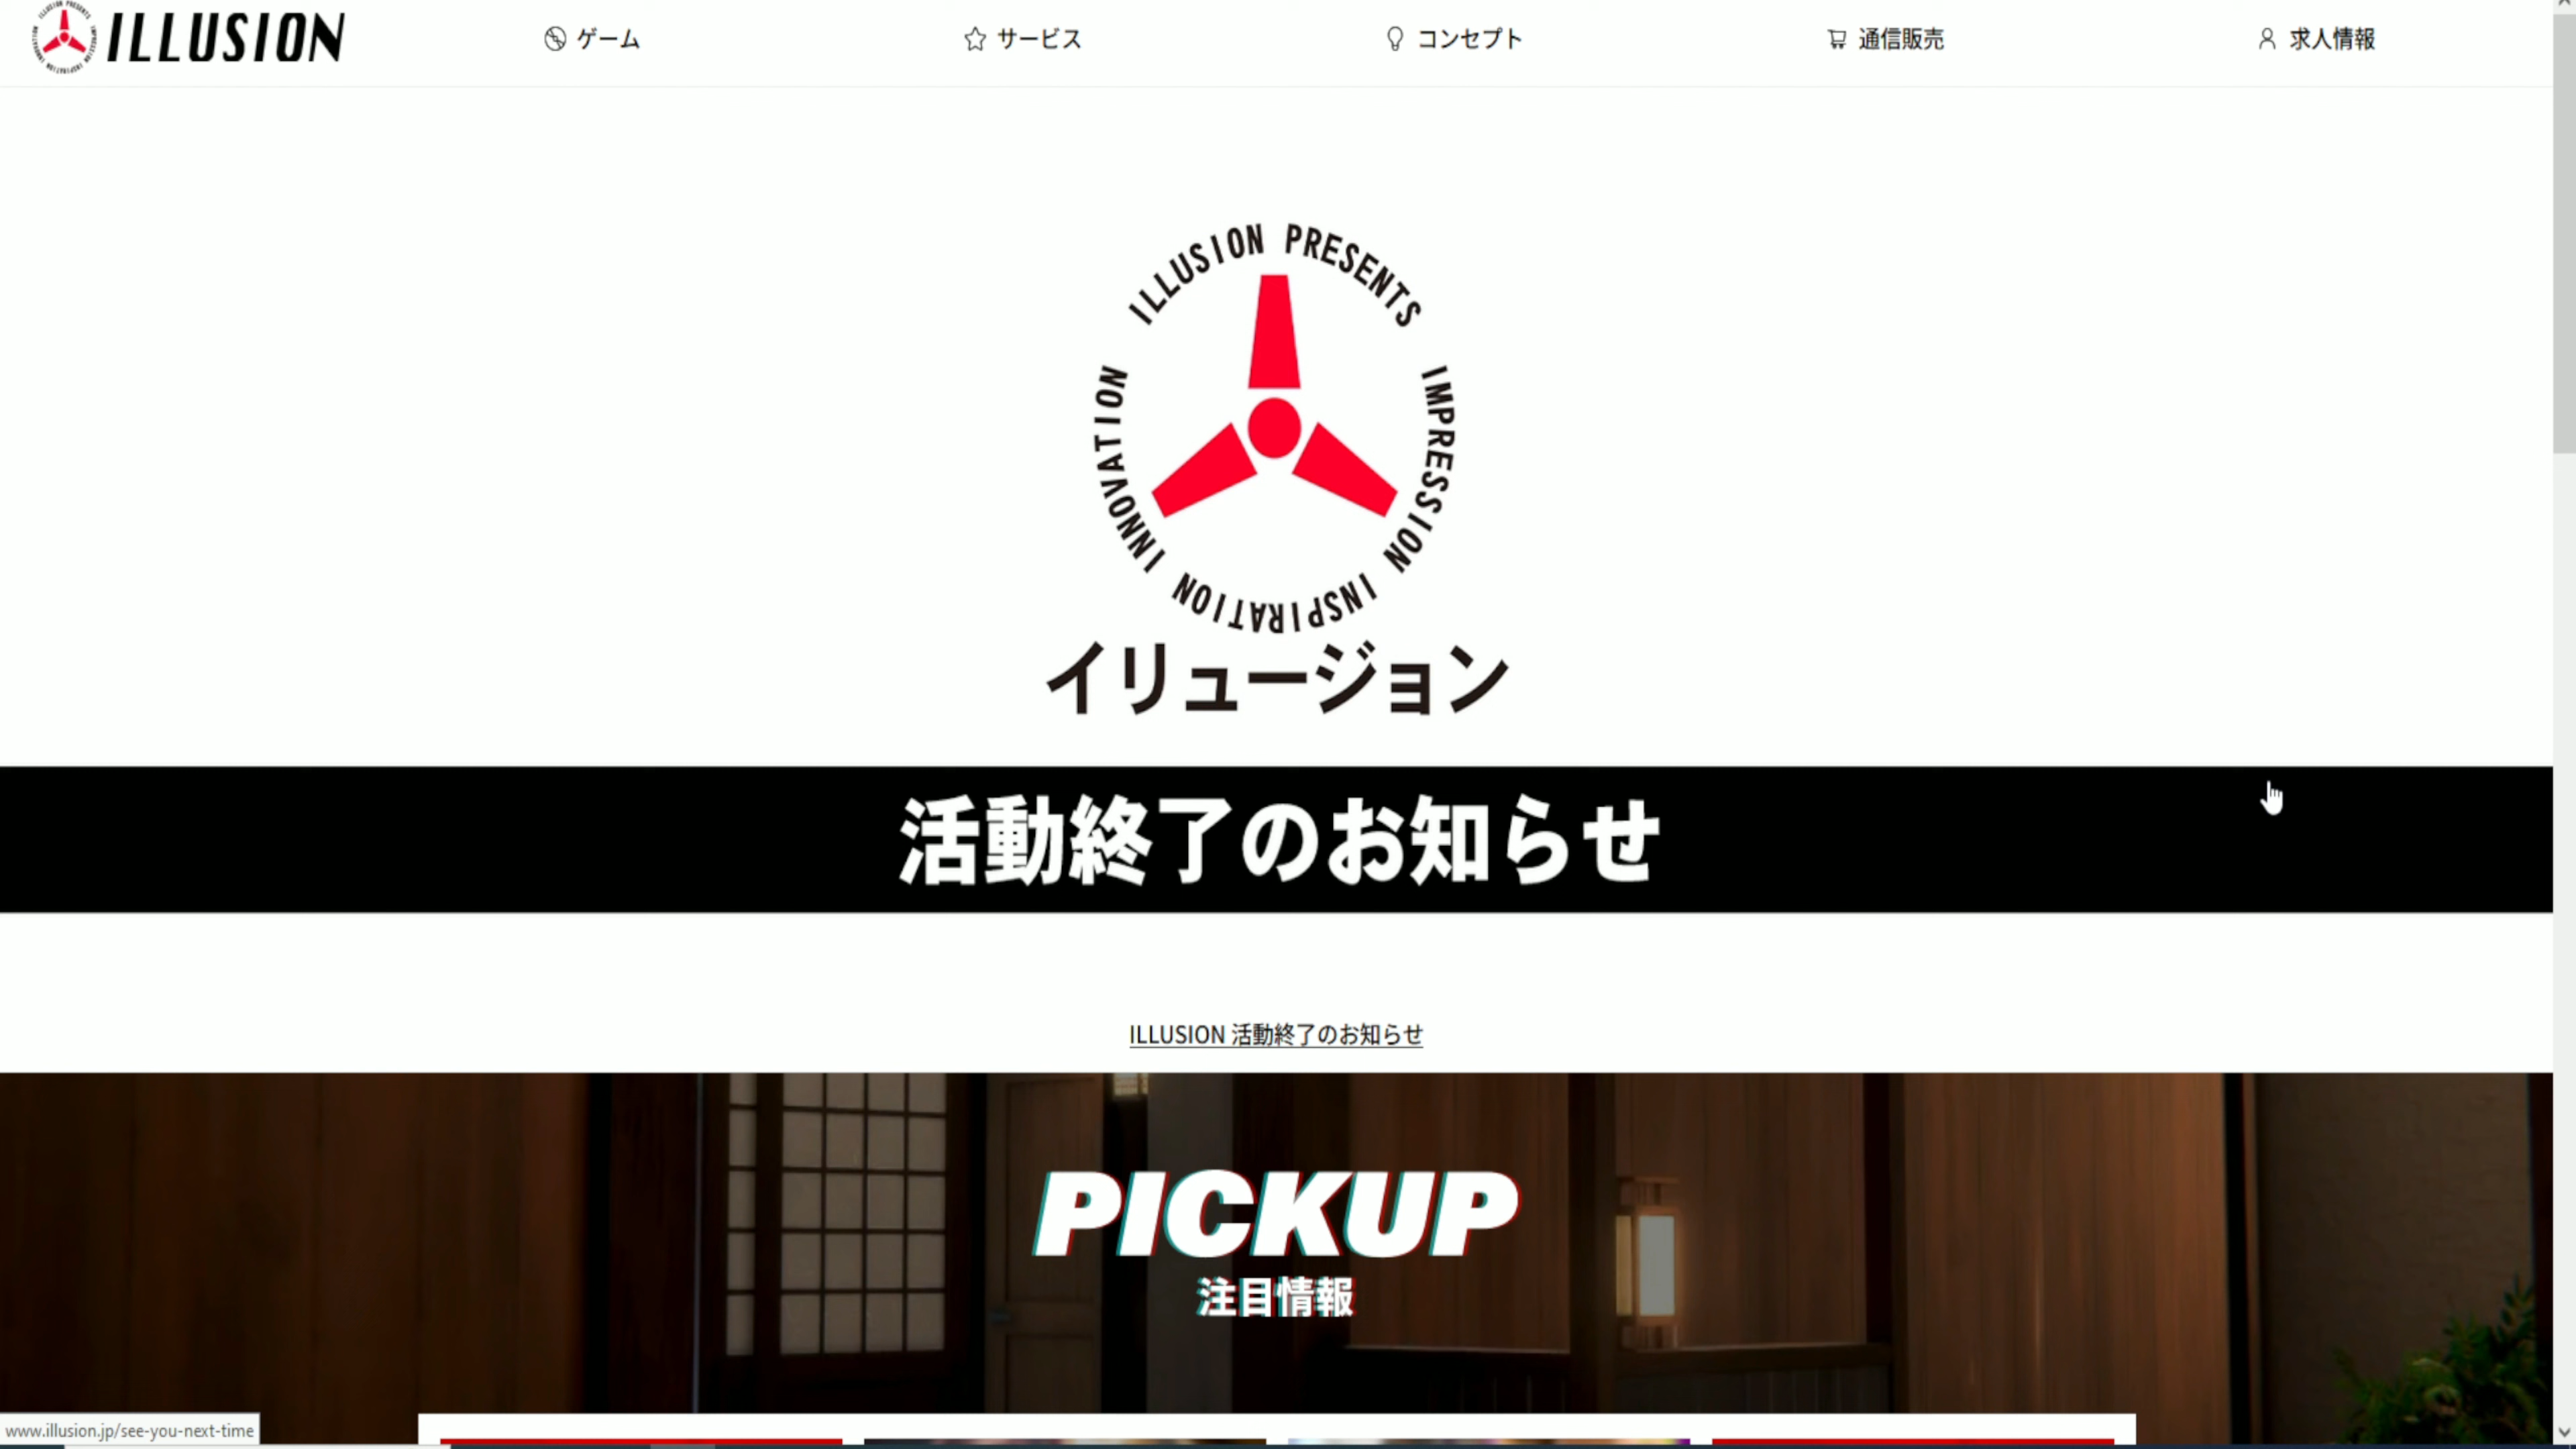 ILLUSION
ゲーム
サービス
コンセプト
通信販売
求人情報
ILLUSION PRESENTS
IMPRESSION
INSPIRATION
INNOVATION
イリュージョン
活動終了のお知らせ
ILLUSION 活動終了のお知らせ
PICKUP
注目情報
www.illusion.jp/see-you-next-time